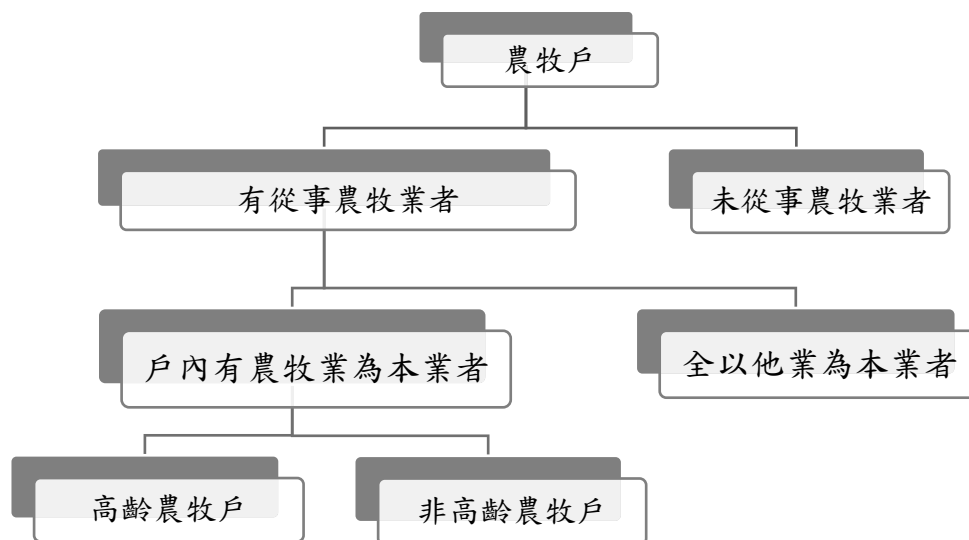 農牧戶
有從事農牧業者
未從事農牧業者
戶內有農牧業為本業者
全以他業為本業者
高齡農牧戶
非高齡農牧戶